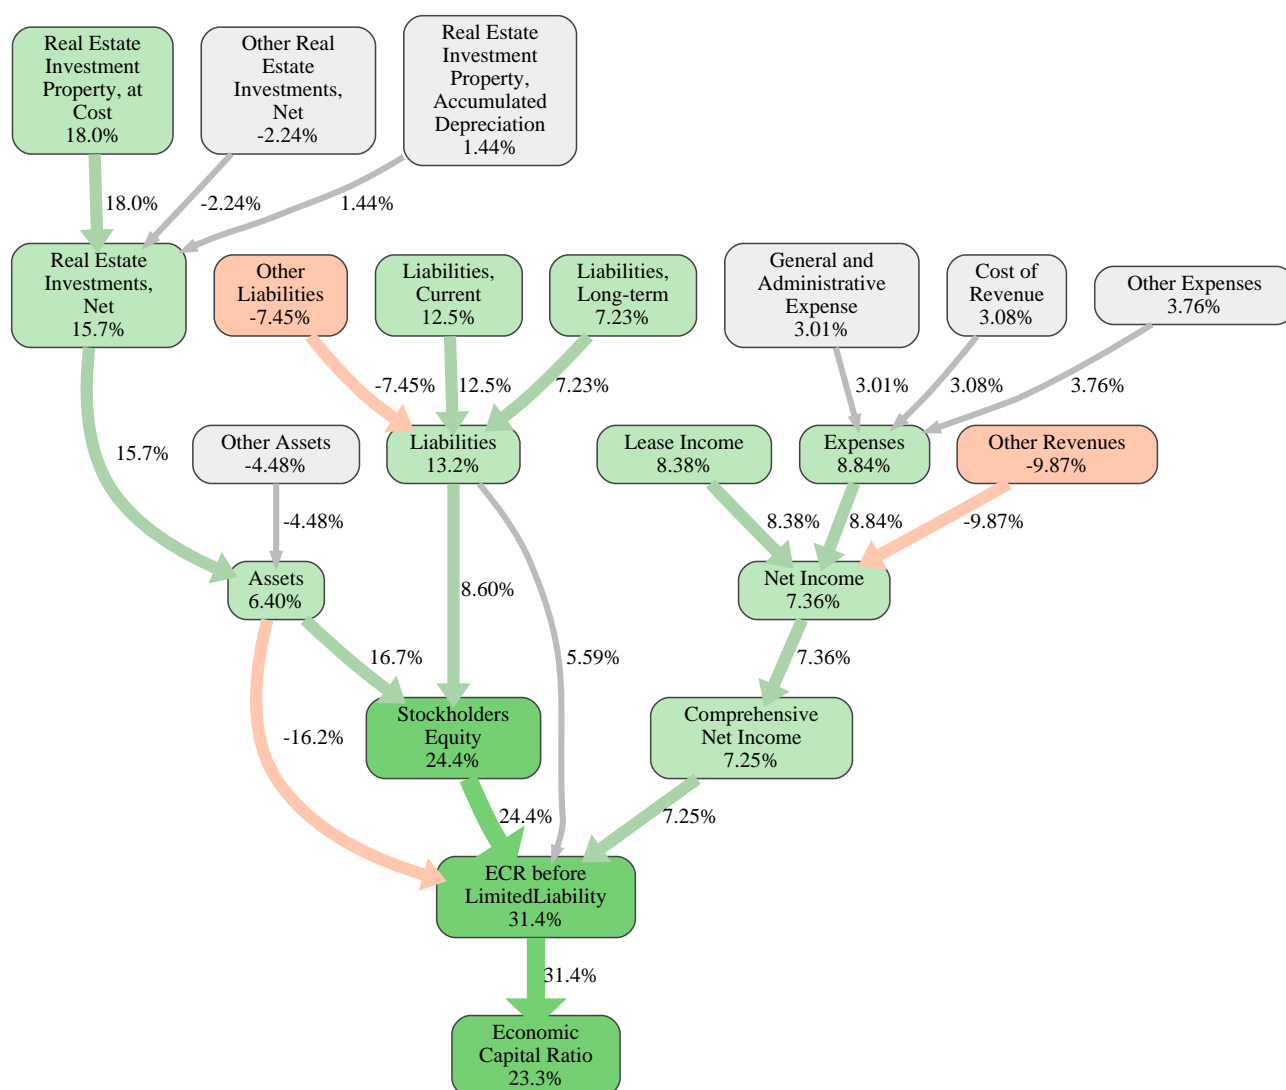 Real Estate
Investment
Property, at
Cost
18.0%
Other Real
Estate
Investments,
Net
-2.24%
Real Estate
Investment
Property,
Accumulated
Depreciation
1.44%
18.0%
-2.24%
1.44%
Real Estate
Investments,
Net
15.7%
Other
Liabilities
-7.45%
Liabilities,
Current
12.5%
Liabilities,
Long-term
7.23%
General and
Administrative
Expense
3.01%
Cost of
Revenue
3.08%
Other Expenses
3.76%
-7.45%
12.5%
7.23%
3.01%
3.08%
3.76%
15.7%
Other Assets
-4.48%
Liabilities
13.2%
Lease Income
8.38%
Expenses
8.84%
Other Revenues
-9.87%
-4.48%
8.38%
8.84%
-9.87%
Assets
6.40%
8.60%
Net Income
7.36%
16.7%
5.59%
7.36%
-16.2%
Stockholders
Equity
24.4%
Comprehensive
Net Income
7.25%
24.4%
7.25%
ECR before
LimitedLiability
31.4%
31.4%
Economic
Capital Ratio
23.3%